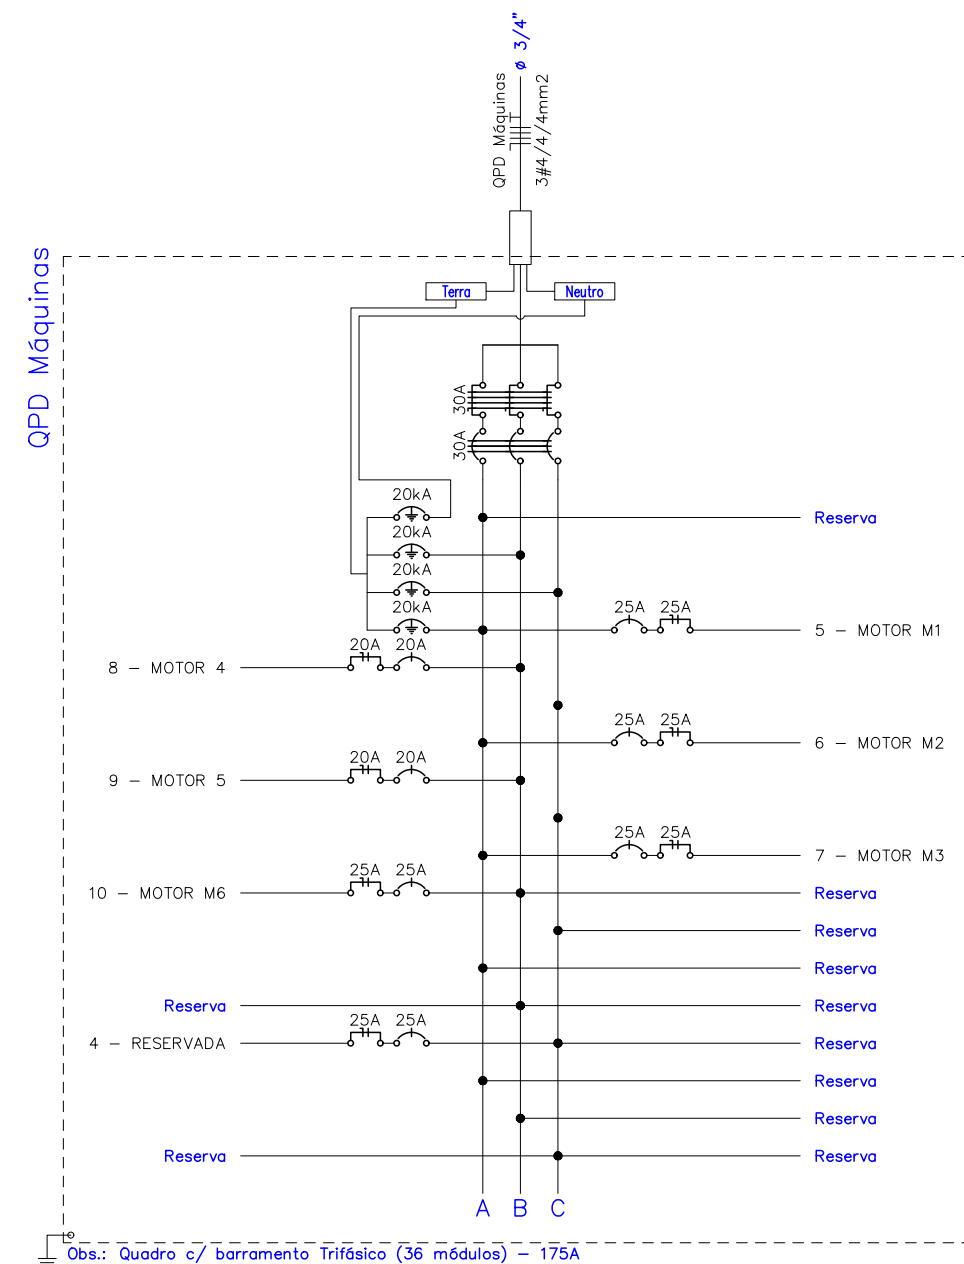 ø 3/4"
QPD Máquinas
3#4/4/4mm2
QPD Máquinas
Terra
Neutro
30A
30A
20kA
Reserva
20kA
20kA
20kA
25A 25A
5 - MOTOR M1
20A 20A
8 - MOTOR 4
25A 25A
6 - MOTOR M2
20A 20A
9 - MOTOR 5
25A 25A
7 - MOTOR M3
25A 25A
10 - MOTOR M6
Reserva
Reserva
Reserva
Reserva
Reserva
25A 25A
4 - RESERVADA
Reserva
Reserva
Reserva
Reserva
Reserva
A B C
Obs.: Quadro c/ barramento Trifásico (36 módulos) - 175A